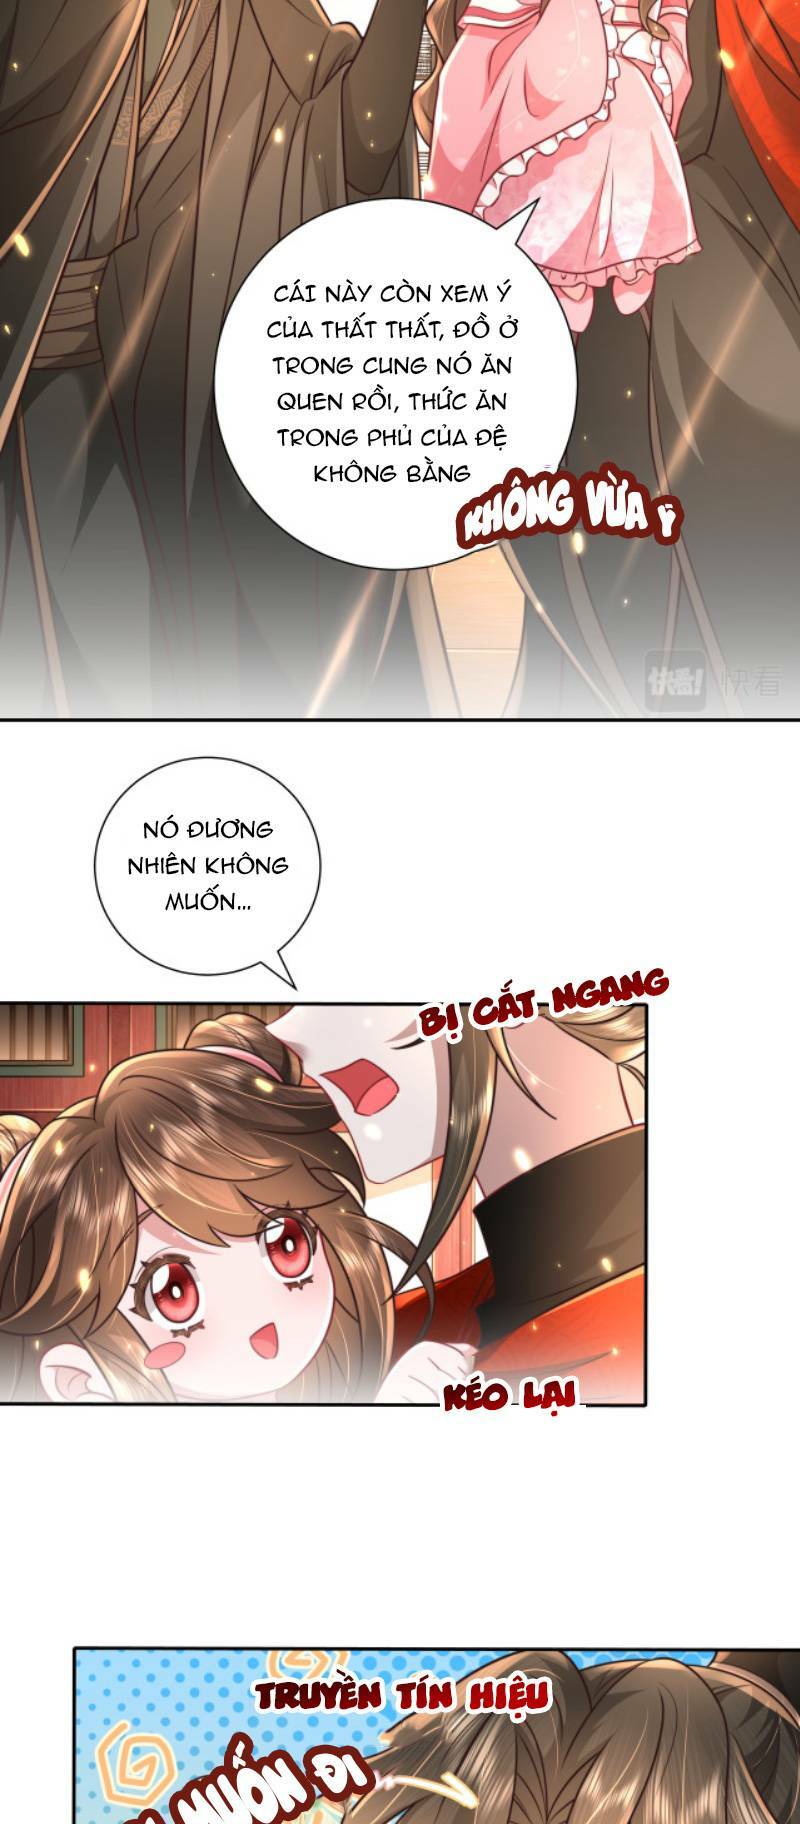 CÁI NÀY CÒN XEM Ý
CỦA THẤT THẤT, ĐỒ Ở
TRONG CUNG NÓ ĂN
QUEN RỒI, THỨC ĂN
TRONG PHỦ CỦA ĐỆ
KHÔNG BẰNG
KHÔNG VỪA Ý
快看! 快看
NÓ ĐƯƠNG
NHIÊN KHÔNG
MUỐN...
BỊ CẮT NGANG
KÉO LẠI
TRUYỀN TÍN HIỆU
MUỐN ĐI